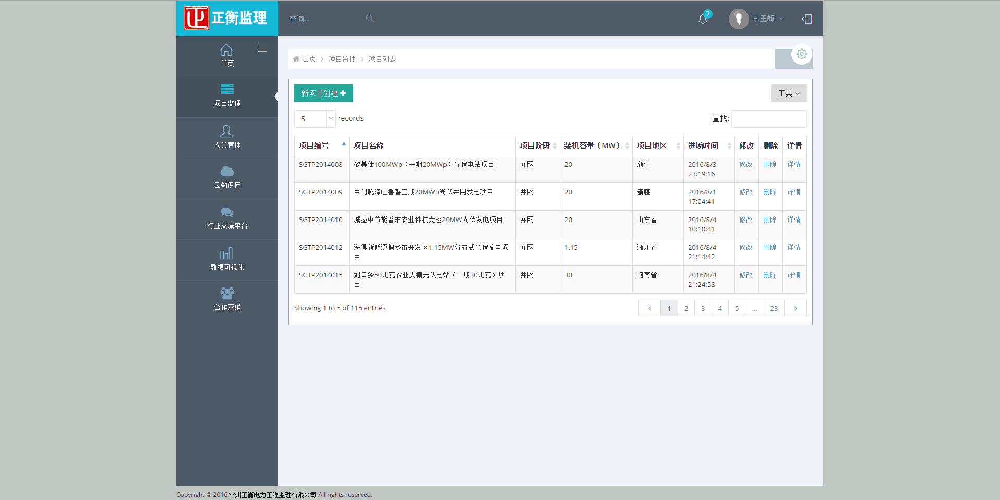 正衡监理
查询...
7
李玉峰
首页
项目监理
人员管理
云知识库
行业交流平台
数据可视化
合作营维
首页 > 项目监理 > 项目列表
新项目创建
工具
5 records
查找:
项目编号 项目名称 项目阶段 装机容量（MW） 项目地区 进场时间 修改 删除 详情
SGTP2014008 矽美仕100MWp（一期20MWp）光伏电站项目 并网 20 新疆 2016/8/3 修改 删除 详情
23:19:16
SGTP2014009 中利腾晖吐鲁番三期20MWp光伏并网发电项目 并网 20 新疆 2016/8/1 修改 删除 详情
17:04:41
SGTP2014010 城盛中节能普东农业科技大棚20MW光伏发电项目 并网 20 山东省 2016/8/4 修改 删除 详情
10:10:41
SGTP2014012 海得新能源桐乡市开发区1.15MW分布式光伏发电项 并网 1.15 浙江省 2016/8/4 修改 删除 详情
目 21:14:42
SGTP2014015 刘口乡50兆瓦农业大棚光伏电站（一期30兆瓦）项 并网 30 河南省 2016/8/4 修改 删除 详情
目 21:24:58
Showing 1 to 5 of 115 entries
< 1 2 3 4 5 ... 23 >
Copyright © 2016.常州正衡电力工程监理有限公司 All rights reserved.